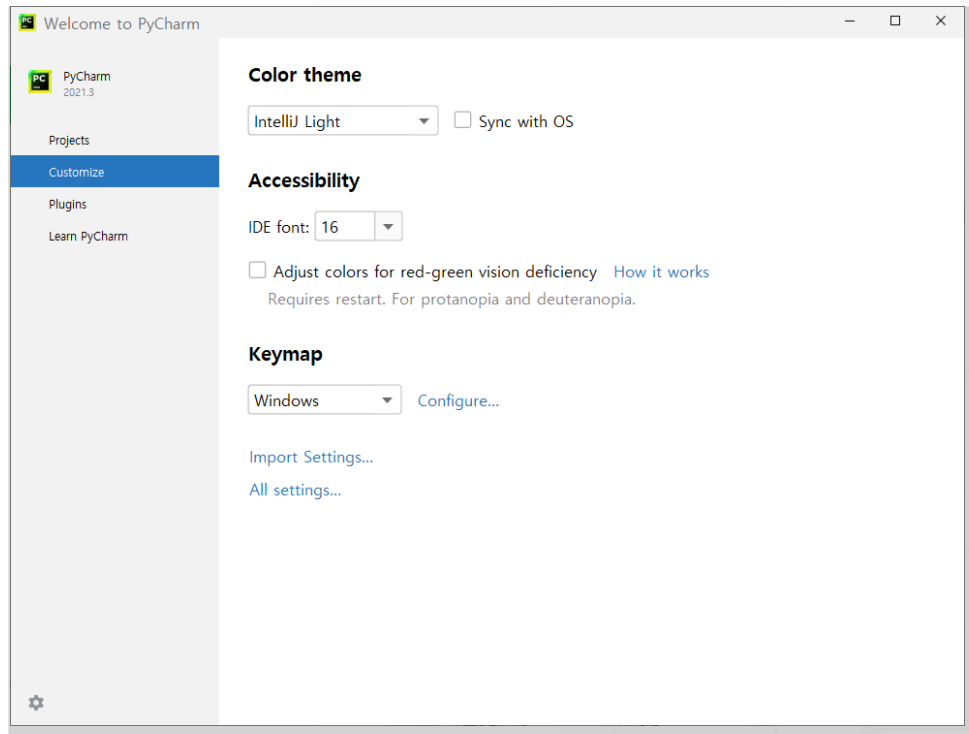 Welcome to PyCharm
PyCharm
2021.3
Projects
Customize
Plugins
Learn PyCharm
Color theme
IntelliJ Light
Sync with OS
Accessibility
IDE font: 16
Adjust colors for red-green vision deficiency How it works
Requires restart. For protanopia and deuteranopia.
Keymap
Windows Configure...
Import Settings...
All settings...